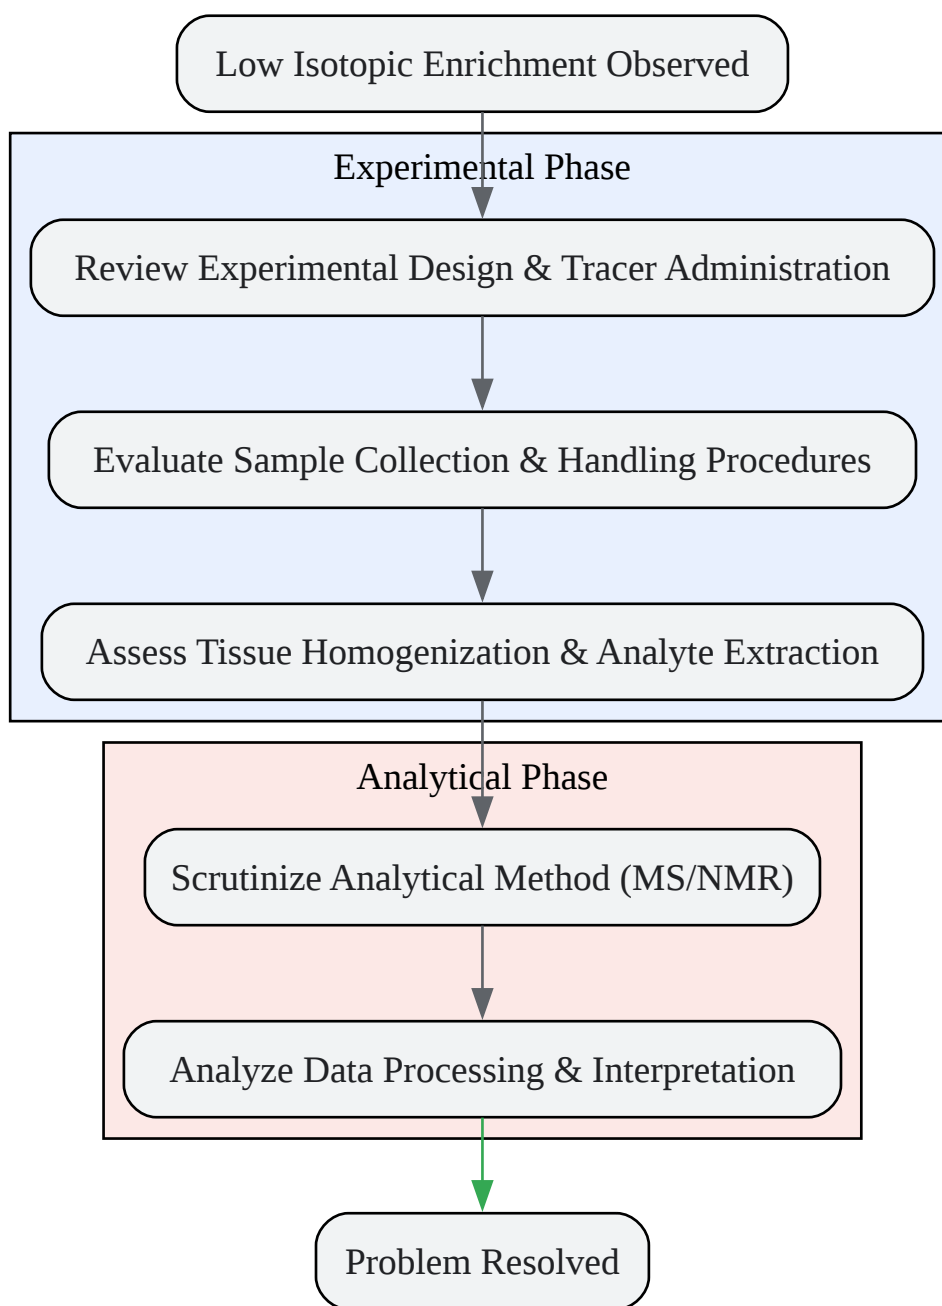 Low Isotopic Enrichment Observed
Experimental Phase
Review Experimental Design & Tracer Administration
Evaluate Sample Collection & Handling Procedures
Assess Tissue Homogenization & Analyte Extraction
Analytical Phase
Scrutinize Analytical Method (MS/NMR)
Analyze Data Processing & Interpretation
Problem Resolved